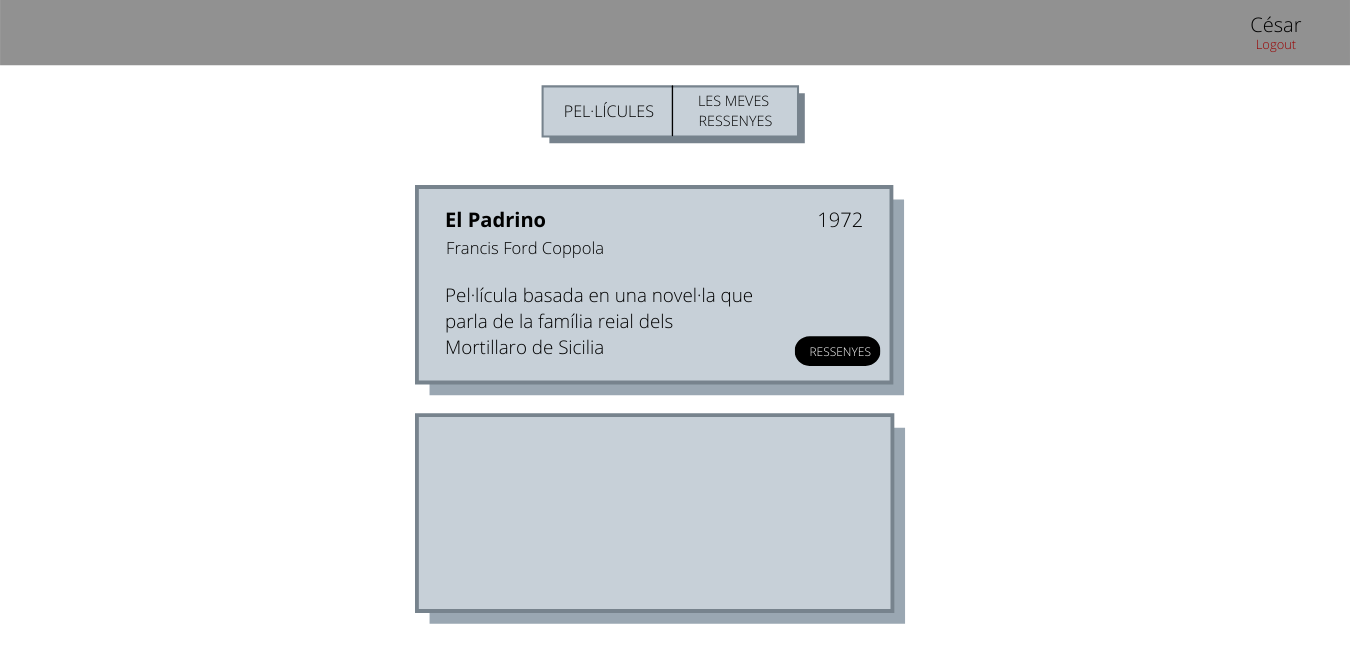 César
Logout
PEL·LÍCULES
LES MEVES
RESSENYES
El Padrino
1972
Francis Ford Coppola
Pel·lícula basada en una novel·la que
parla de la família reial dels
Mortillaro de Sicilia
RESSENYES